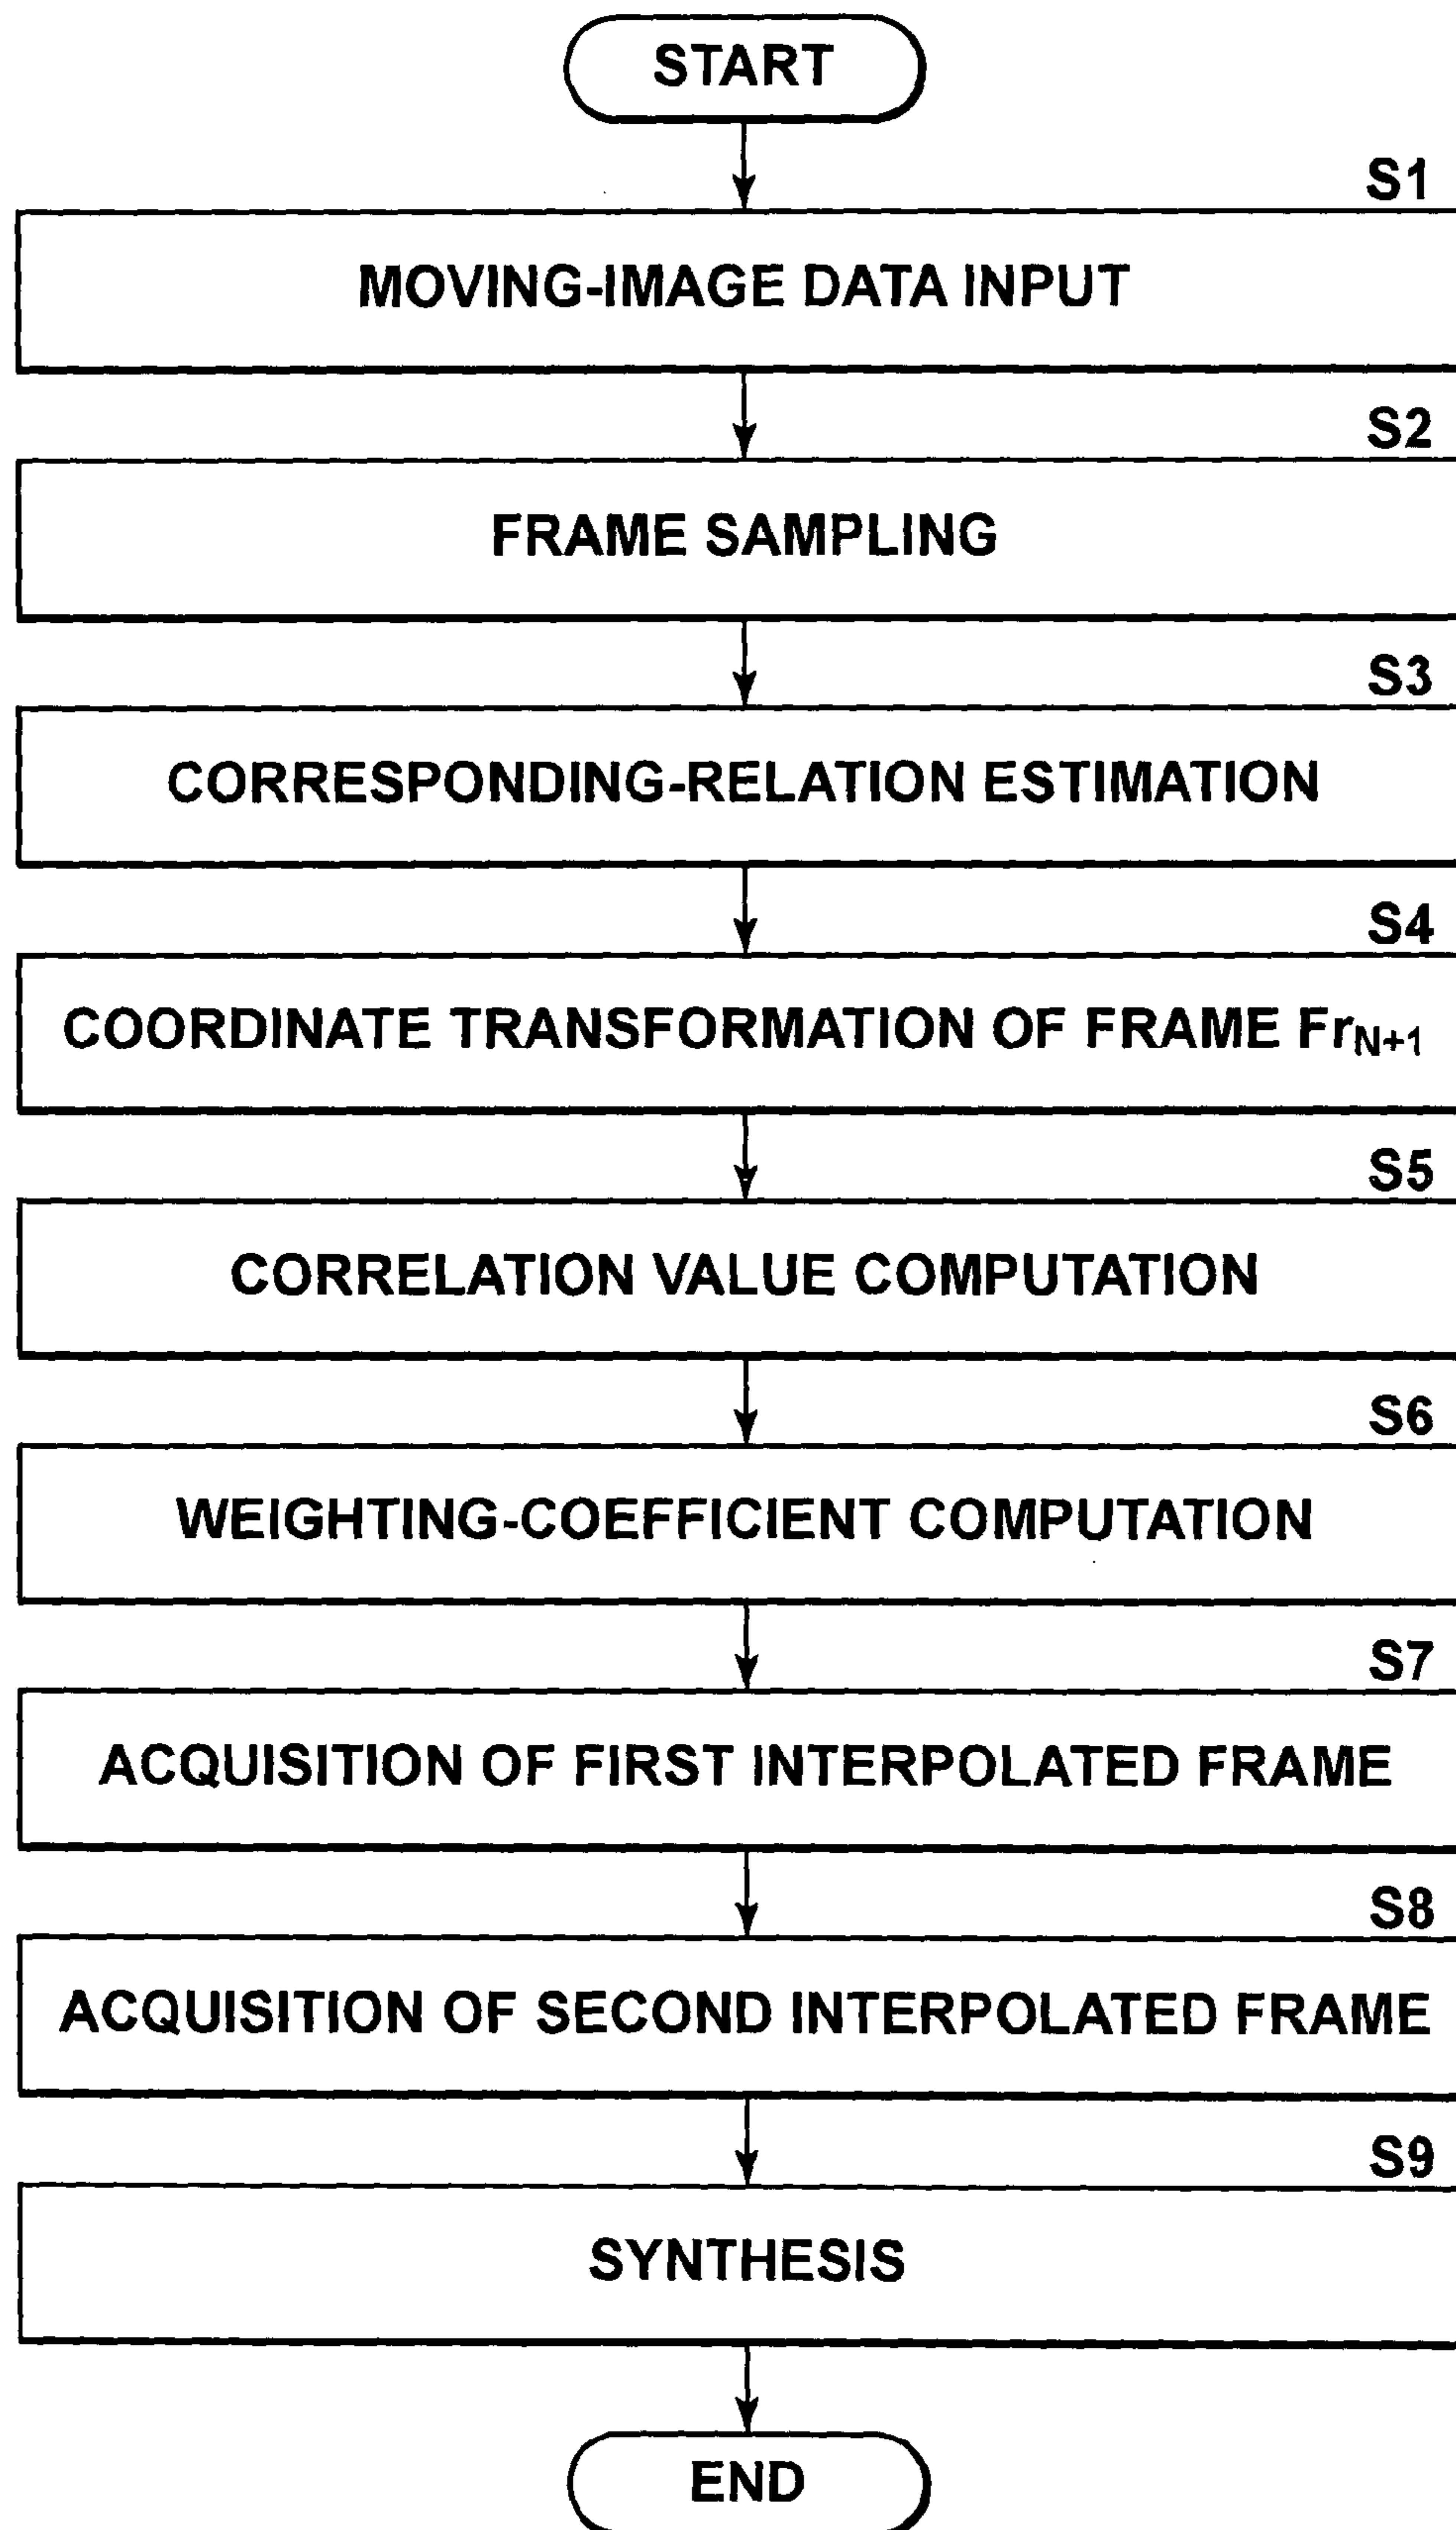 START
S1
MOVING-IMAGE DATA INPUT
S2
FRAME SAMPLING
S3
CORRESPONDING-RELATION ESTIMATION
S4
COORDINATE TRANSFORMATION OF FRAME Fr_{N+1}
S5
CORRELATION VALUE COMPUTATION
S6
WEIGHTING-COEFFICIENT COMPUTATION
S7
ACQUISITION OF FIRST INTERPOLATED FRAME
S8
ACQUISITION OF SECOND INTERPOLATED FRAME
S9
SYNTHESIS
END